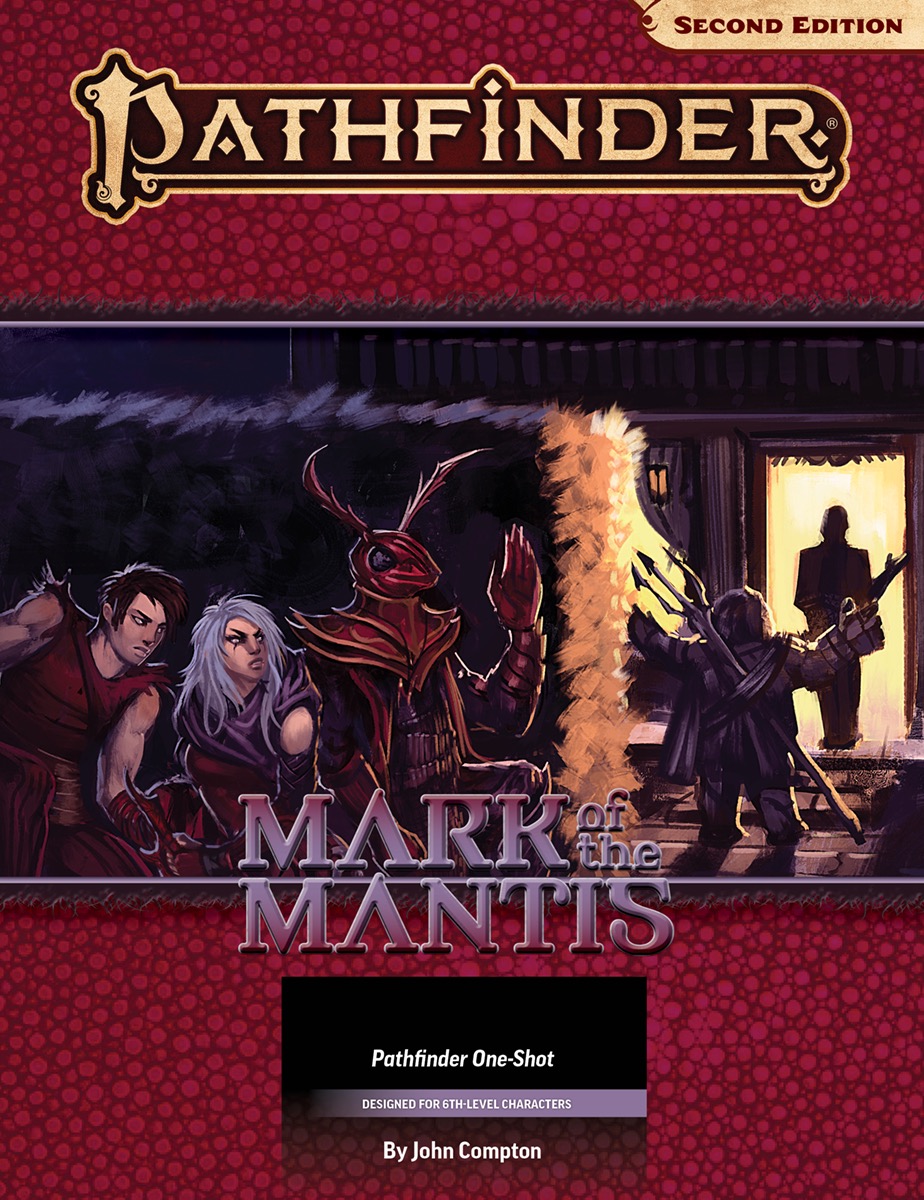 SECOND EDITION
PATHFINDER®
MARK of the
MANTIS
Pathfinder One-Shot
DESIGNED FOR 6TH-LEVEL CHARACTERS
By John Compton